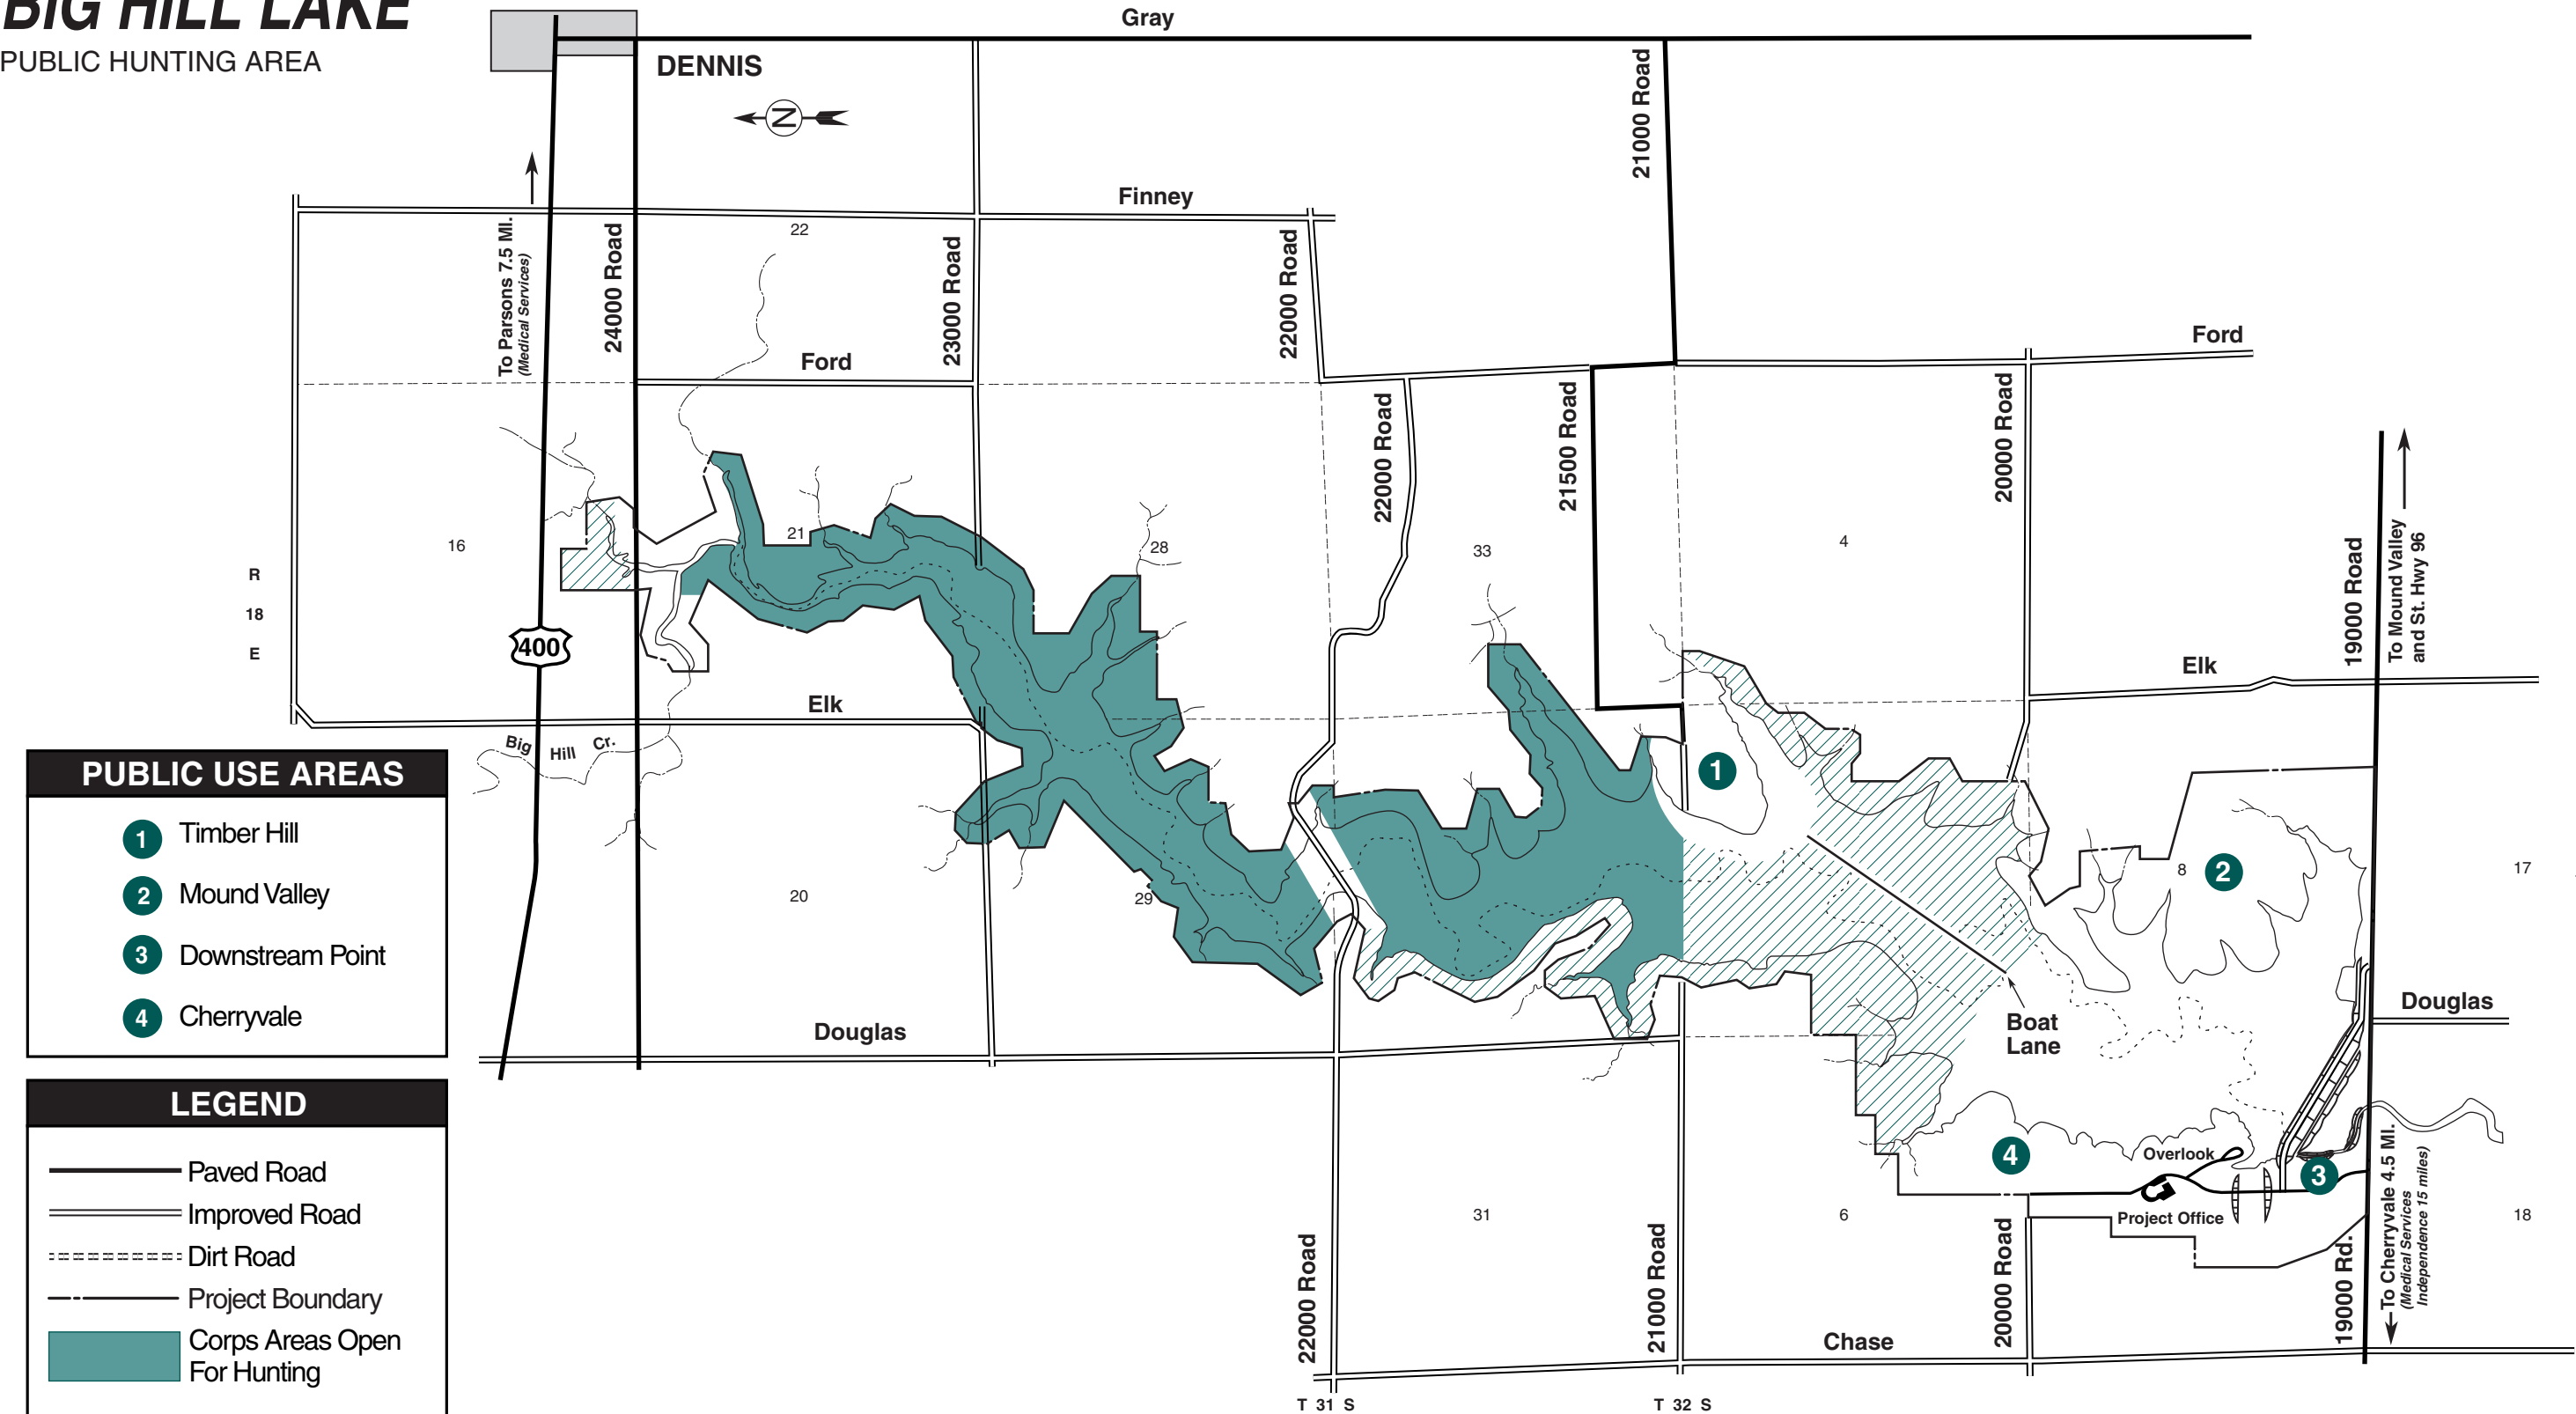 BIG HILL LAKE
PUBLIC HUNTING AREA
Gray
DENNIS
N
21000 Road
Finney
To Parsons 7.5 MI.
(Medical Services)
24000 Road
22
23000 Road
22000 Road
Ford
Ford
22000 Road
21500 Road
20000 Road
16
21
28
33
4
R
18
E
400
19000 Road
To Mound Valley
and St. Hwy 96
Elk
Elk
Big Hill Cr.
1
20
29
8
2
17
Douglas
Douglas
Boat
Lane
4
Overlook
3
Project Office
31
6
18
22000 Road
21000 Road
20000 Road
19000 Rd.
To Cherryvale 4.5 MI.
(Medical Services
Independence 15 miles)
Chase
T 31 S
T 32 S
PUBLIC USE AREAS
1 Timber Hill
2 Mound Valley
3 Downstream Point
4 Cherryvale
LEGEND
Paved Road
Improved Road
Dirt Road
Project Boundary
Corps Areas Open
For Hunting